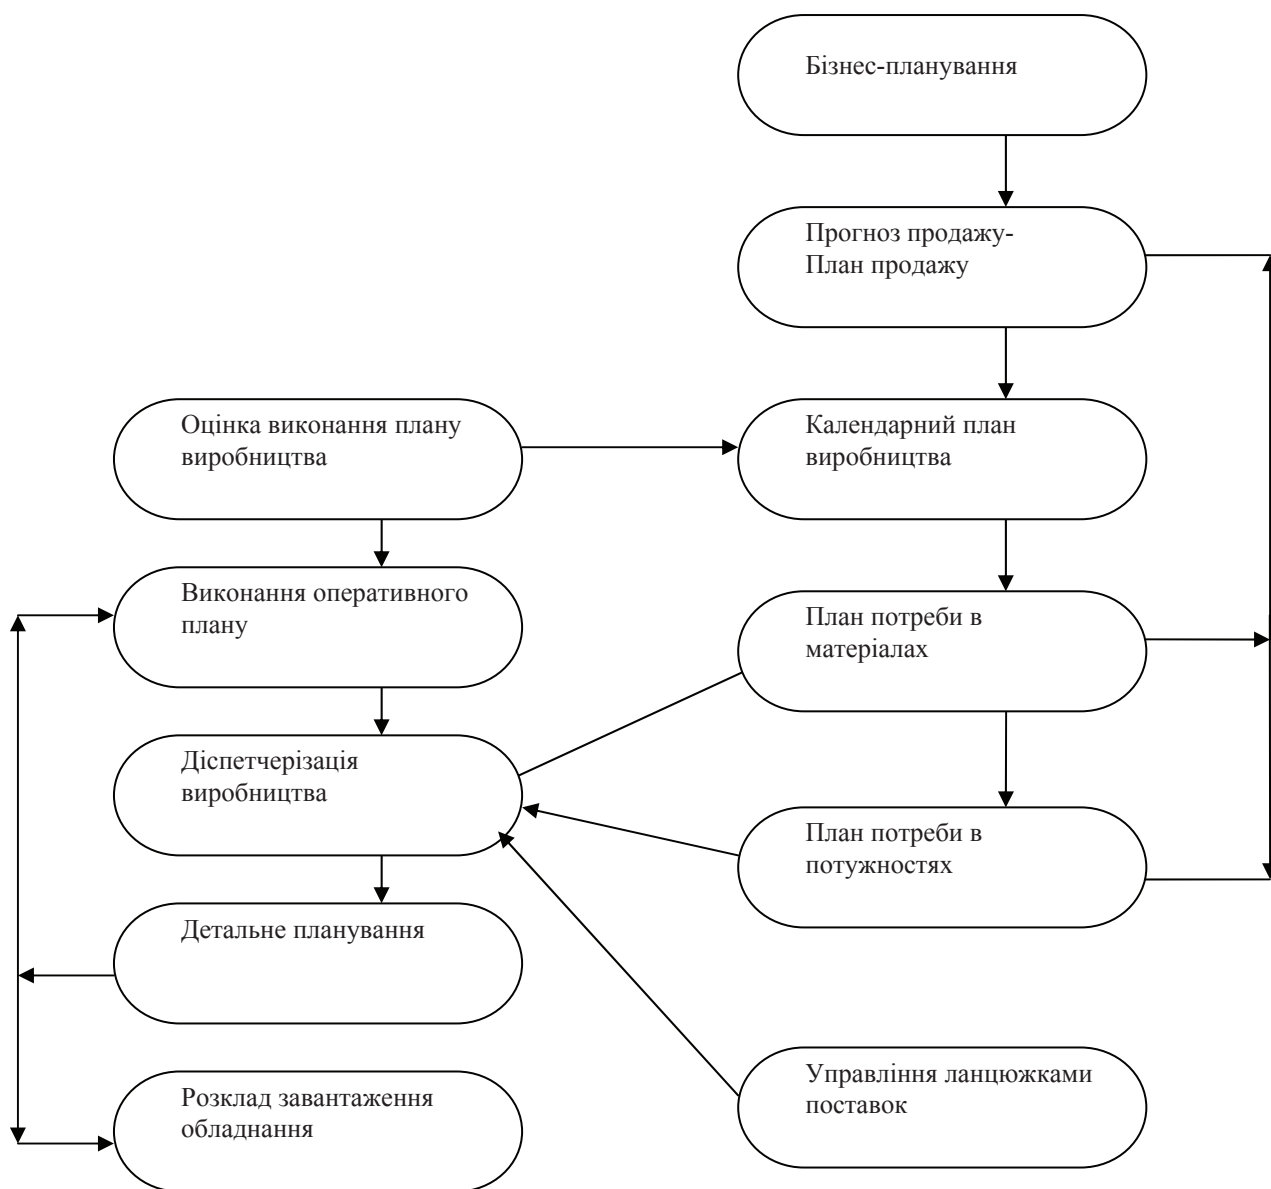 Бізнес-планування
Прогноз продажу-
План продажу
Оцінка виконання плану
виробництва
Календарний план
виробництва
Виконання оперативного
плану
План потреби в
матеріалах
Діспетчерізація
виробництва
План потреби в
потужностях
Детальне планування
Управління ланцюжками
поставок
Розклад завантаження
обладнання